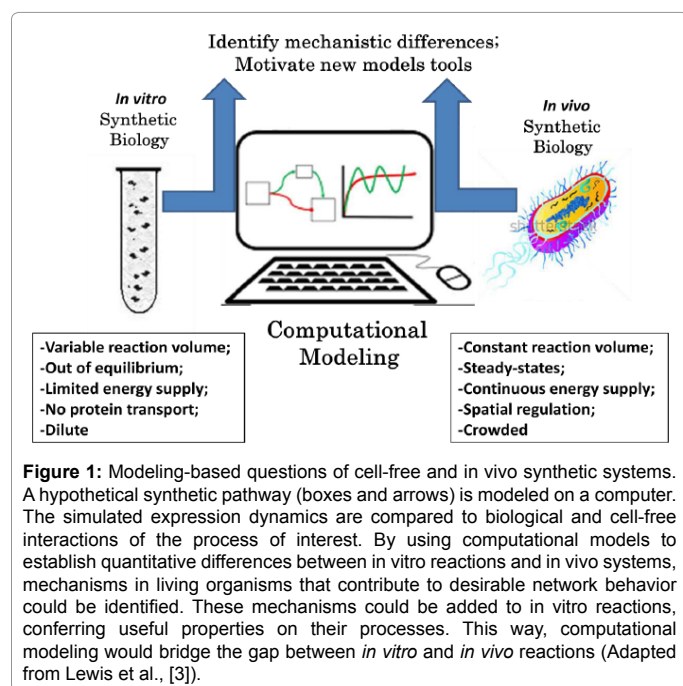 Identify mechanistic differences;
Motivate new models tools
In vitro
Synthetic
Biology
In vivo
Synthetic
Biology
Computational
Modeling
-Variable reaction volume;
-Out of equilibrium;
-Limited energy supply;
-No protein transport;
-Dilute
-Constant reaction volume;
-Steady-states;
-Continuous energy supply;
-Spatial regulation;
-Crowded
Figure 1: Modeling-based questions of cell-free and in vivo synthetic systems.
A hypothetical synthetic pathway (boxes and arrows) is modeled on a computer.
The simulated expression dynamics are compared to biological and cell-free
interactions of the process of interest. By using computational models to
establish quantitative differences between in vitro reactions and in vivo systems,
mechanisms in living organisms that contribute to desirable network behavior
could be identified. These mechanisms could be added to in vitro reactions,
conferring useful properties on their processes. This way, computational
modeling would bridge the gap between in vitro and in vivo reactions (Adapted
from Lewis et al., [3]).